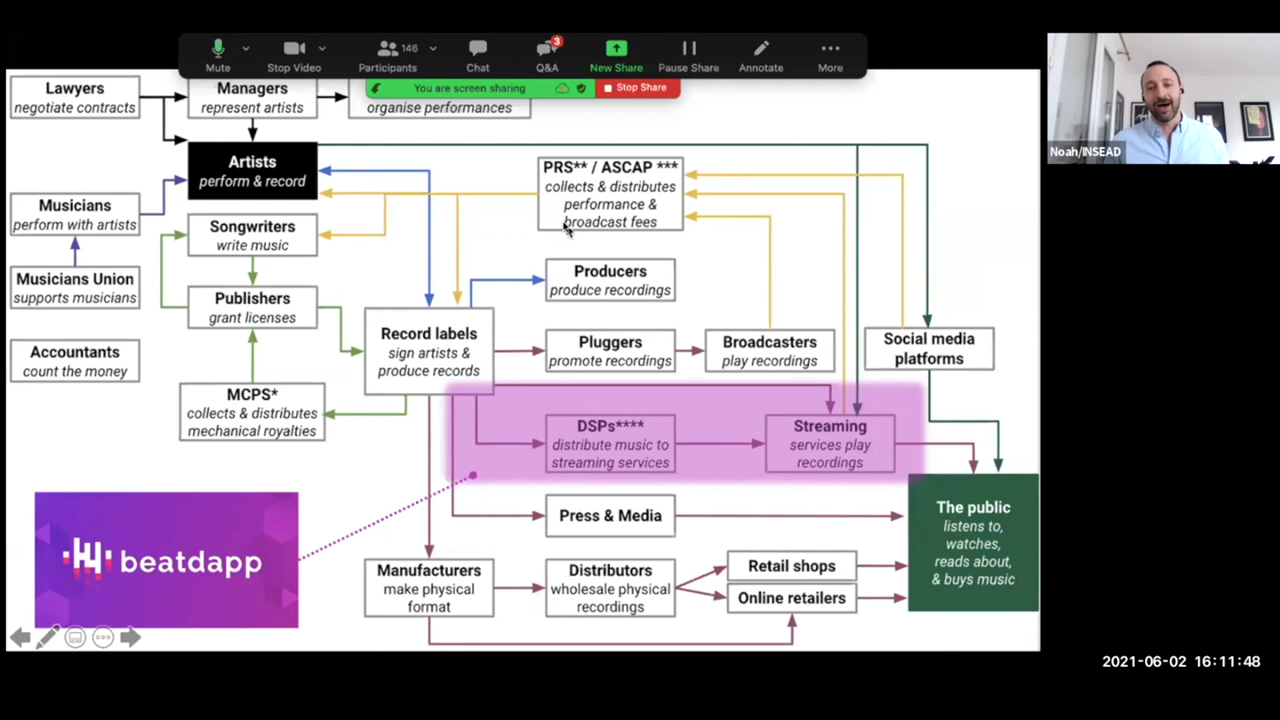 Mute
Stop Video
146
Participants
Chat
3
Q&A
New Share
Pause Share
Annotate
More
You are screen sharing
Stop Share
Noah/INSEAD
Lawyers
negotiate contracts
Managers
represent artists
organise performances
Artists
perform & record
PRS** / ASCAP ***
collects & distributes
performance &
broadcast fees
Musicians
perform with artists
Songwriters
write music
Musicians Union
supports musicians
Publishers
grant licenses
Producers
produce recordings
Accountants
count the money
Record labels
sign artists &
produce records
Pluggers
promote recordings
Broadcasters
play recordings
Social media
platforms
MCPS*
collects & distributes
mechanical royalties
DSPs****
distribute music to
streaming services
Streaming
services play
recordings
Press & Media
The public
listens to,
watches,
reads about,
& buys music
beatdapp
Manufacturers
make physical
format
Distributors
wholesale physical
recordings
Retail shops
Online retailers
2021-06-02 16:11:48